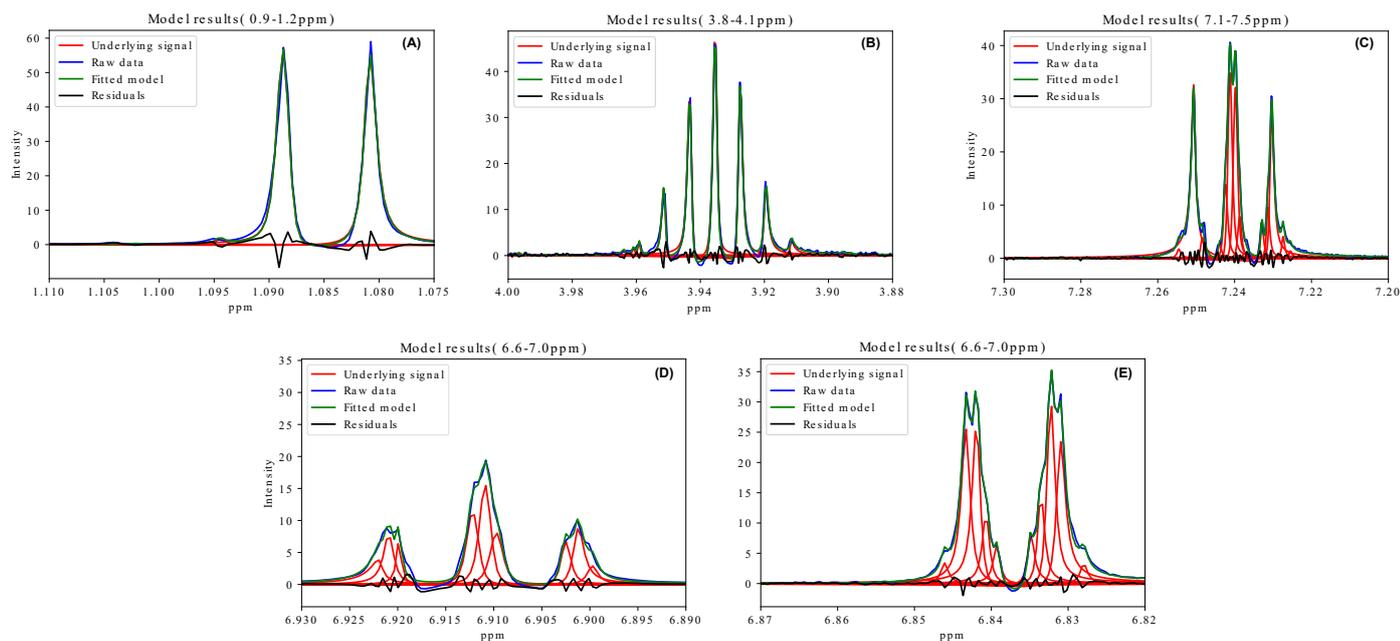 Model results( 0.9-1.2ppm)
(A)
Underlying signal
Raw data
Fitted model
Residuals
Intensity
60
50
40
30
20
10
0
1.110 1.105 1.100 1.095 1.090 1.085 1.080 1.075
ppm
Model results( 3.8-4.1ppm)
(B)
Underlying signal
Raw data
Fitted model
Residuals
40
30
20
10
0
4.00 3.98 3.96 3.94 3.92 3.90 3.88
ppm
Model results( 7.1-7.5ppm)
(C)
Underlying signal
Raw data
Fitted model
Residuals
Intensity
40
30
20
10
0
7.30 7.28 7.26 7.24 7.22 7.20
ppm
Model results( 6.6-7.0ppm)
(D)
Underlying signal
Raw data
Fitted model
Residuals
Intensity
35
30
25
20
15
10
5
0
6.930 6.925 6.920 6.915 6.910 6.905 6.900 6.895 6.890
ppm
Model results( 6.6-7.0ppm)
(E)
Underlying signal
Raw data
Fitted model
Residuals
35
30
25
20
15
10
5
0
6.87 6.86 6.85 6.84 6.83 6.82
ppm